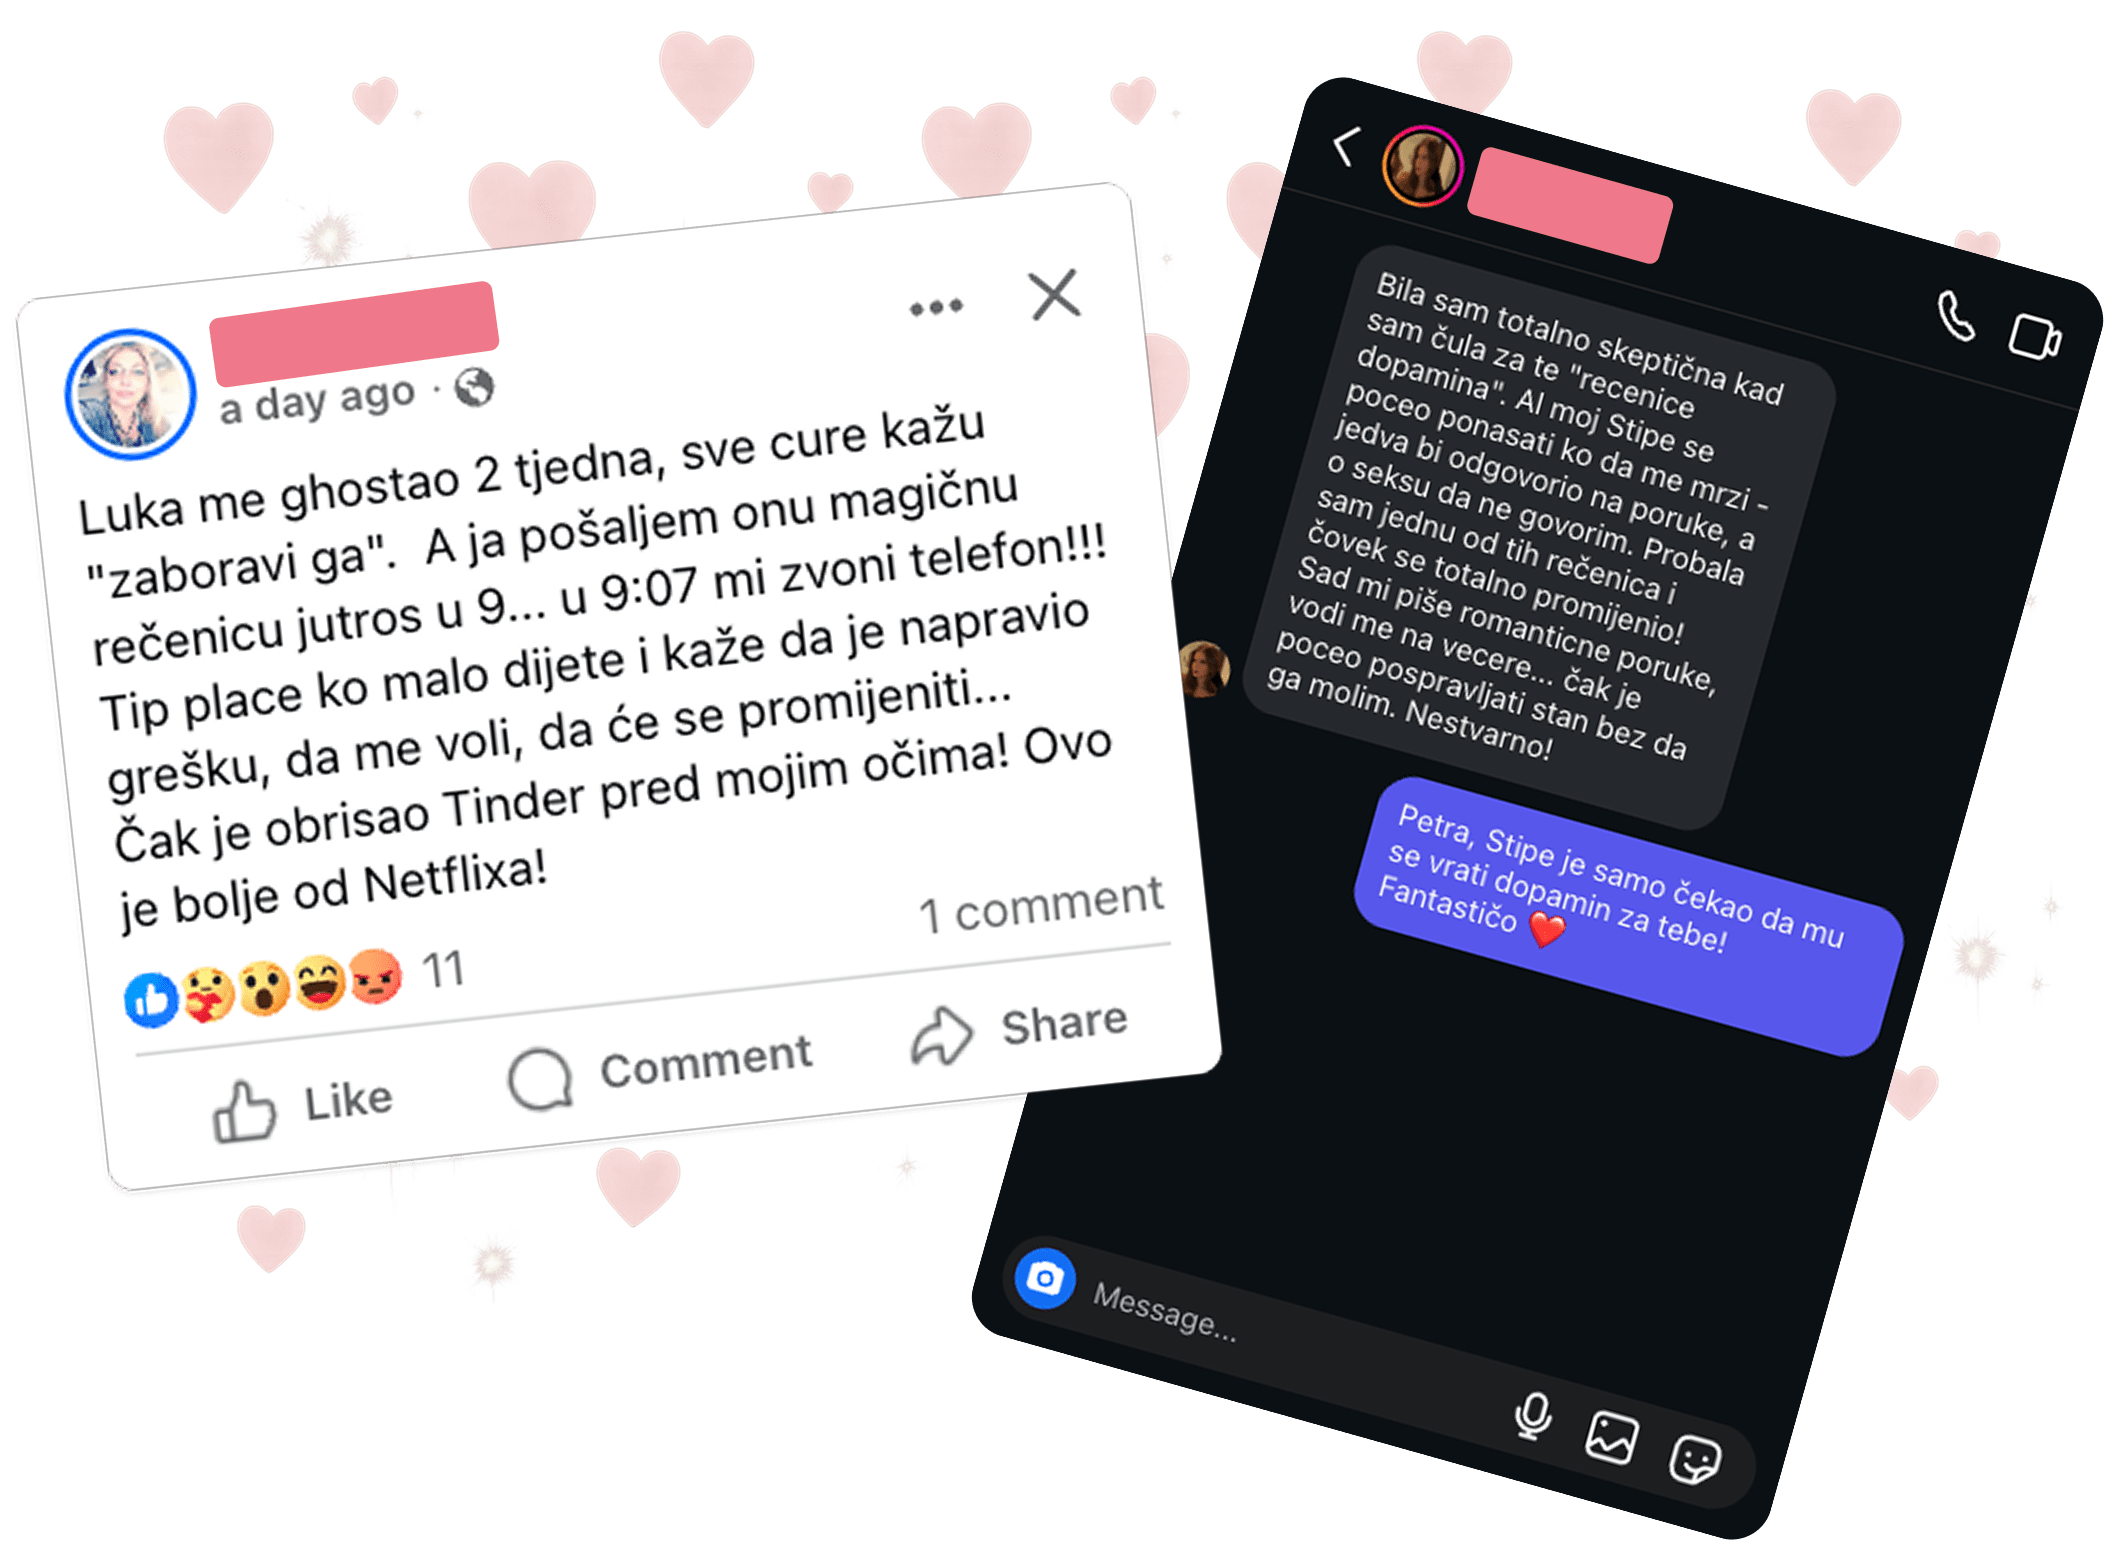 a day ago ·
Luka me ghostao 2 tjedna, sve cure kažu
"zaboravi ga".  A ja pošaljem onu magičnu
rečenicu jutros u 9... u 9:07 mi zvoni telefon!!!
Tip place ko malo dijete i kaže da je napravio
grešku, da me voli, da će se promijeniti...
Čak je obrisao Tinder pred mojim očima! Ovo
je bolje od Netflixa!
11
1 comment
Like
Comment
Share
Bila sam totalno skeptična kad
sam čula za te "recenice
dopamina". Al moj Stipe se
poceo ponasati ko da me mrzi -
jedva bi odgovorio na poruke, a
o seksu da ne govorim. Probala
sam jednu od tih rečenica i
čovek se totalno promijenio!
Sad mi piše romanticne poruke,
vodi me na vecere... čak je
poceo pospravljati stan bez da
ga molim. Nestvarno!
Petra, Stipe je samo čekao da mu
se vrati dopamin za tebe!
Fantastičo ❤️
Message...